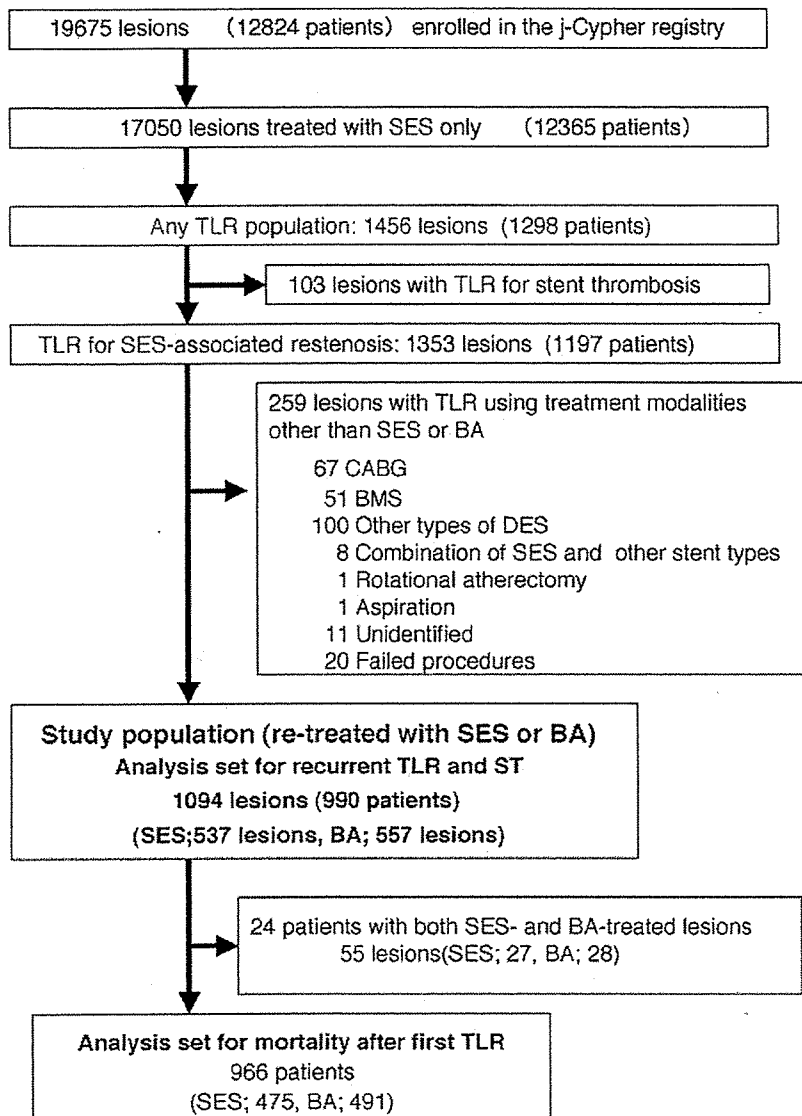 19675 lesions (12824 patients) enrolled in the j-Cypher registry
17050 lesions treated with SES only (12365 patients)
Any TLR population: 1456 lesions (1298 patients)
103 lesions with TLR for stent thrombosis
TLR for SES-associated restenosis: 1353 lesions (1197 patients)
259 lesions with TLR using treatment modalities
other than SES or BA
67 CABG
51 BMS
100 Other types of DES
8 Combination of SES and other stent types
1 Rotational atherectomy
1 Aspiration
11 Unidentified
20 Failed procedures
Study population (re-treated with SES or BA)
Analysis set for recurrent TLR and ST
1094 lesions (990 patients)
(SES;537 lesions, BA; 557 lesions)
24 patients with both SES- and BA-treated lesions
55 lesions(SES; 27, BA; 28)
Analysis set for mortality after first TLR
966 patients
(SES; 475, BA; 491)